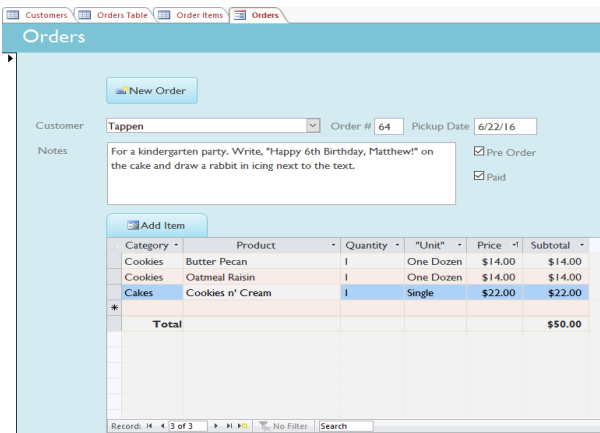 Customers Orders Table Order Items Orders
Orders
New Order
Customer Tappen Order # 64 Pickup Date 6/22/16
Notes For a kindergarten party. Write, "Happy 6th Birthday, Matthew!" on
the cake and draw a rabbit in icing next to the text.
Pre Order
Paid
Add Item
Category Product Quantity "Unit" Price Subtotal
Cookies Butter Pecan 1 One Dozen $14.00 $14.00
Cookies Oatmeal Raisin 1 One Dozen $14.00 $14.00
Cakes Cookies n' Cream 1 Single $22.00 $22.00
Total $50.00
Record: 3 of 3 No Filter Search